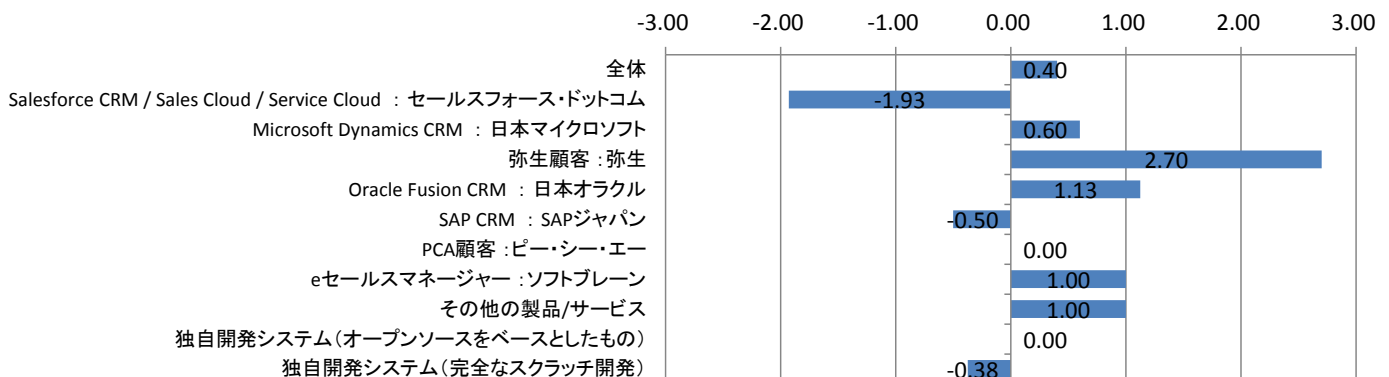 -3.00 -2.00 -1.00 0.00 1.00 2.00 3.00
全体 0.40
Salesforce CRM / Sales Cloud / Service Cloud ：セールスフォース・ドットコム -1.93
Microsoft Dynamics CRM ：日本マイクロソフト 0.60
弥生顧客：弥生 2.70
Oracle Fusion CRM ：日本オラクル 1.13
SAP CRM ：SAPジャパン -0.50
PCA顧客：ピー・シー・エー 0.00
eセールスマネージャー：ソフトブレーン 1.00
その他の製品/サービス 1.00
独自開発システム（オープンソースをベースとしたもの） 0.00
独自開発システム（完全なスクラッチ開発） -0.38